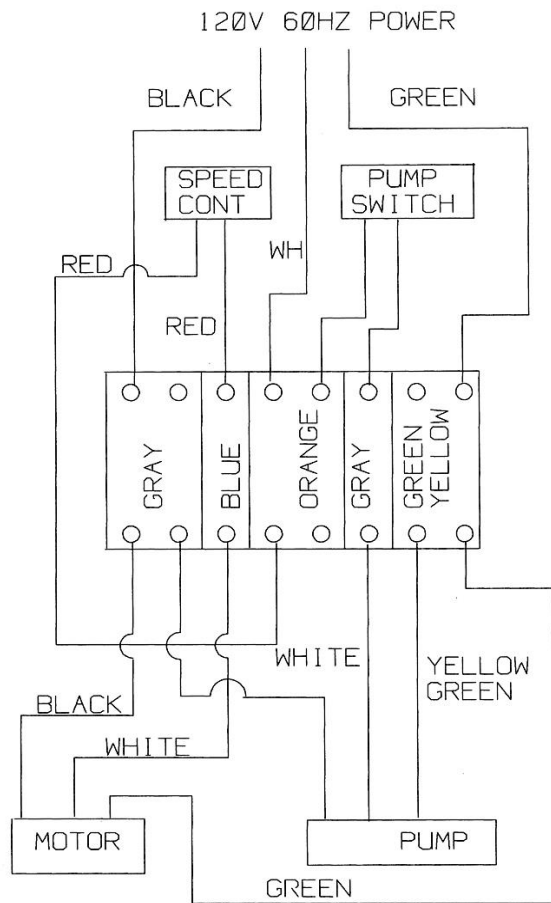 120V 60HZ POWER
BLACK
GREEN
SPEED
CONT
PUMP
SWITCH
WH
RED
RED
GRAY
BLUE
ORANGE
GRAY
GREEN
YELLOW
WHITE
YELLOW
GREEN
BLACK
WHITE
MOTOR
PUMP
GREEN